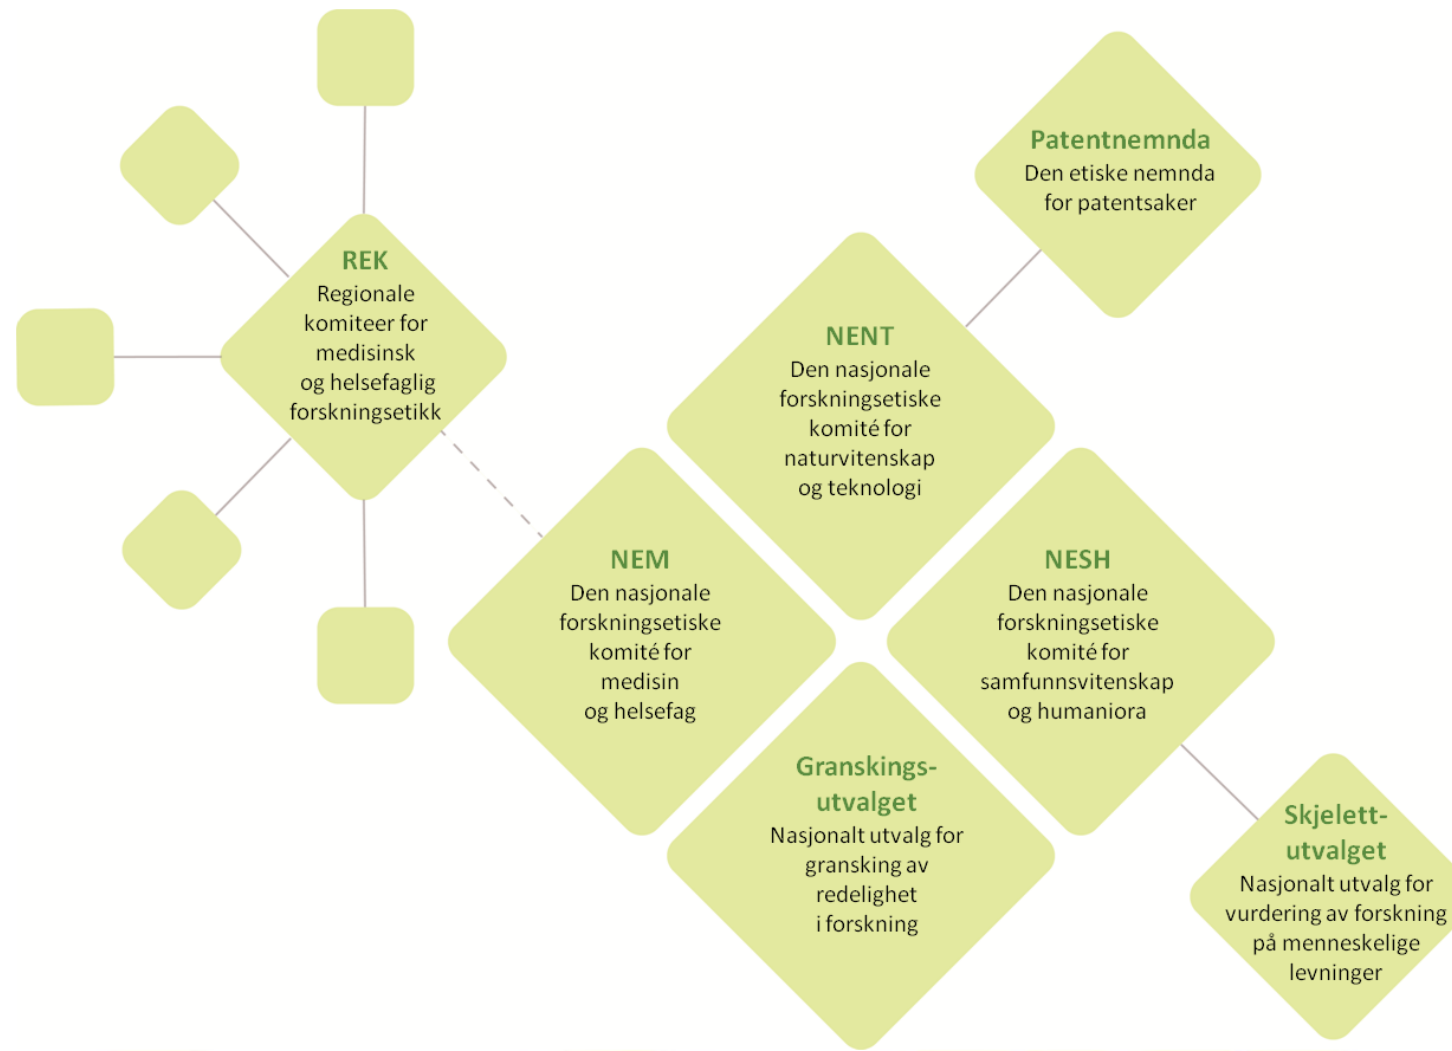 Patentnemnda
Den etiske nemnda
for patentsaker
REK
Regionale
komiteer for
medisinsk
og helsefaglig
forskningsetikk
NENT
Den nasjonale
forskningsetiske
komité for
naturvitenskap
og teknologi
NEM
Den nasjonale
forskningsetiske
komité for
medisin
og helsefag
NESH
Den nasjonale
forskningsetiske
komité for
samfunnsvitenskap
og humaniora
Granskings-
utvalget
Nasjonalt utvalg for
gransking av
redelighet
i forskning
Skjelett-
utvalget
Nasjonalt utvalg for
vurdering av forskning
på menneskelige
levninger